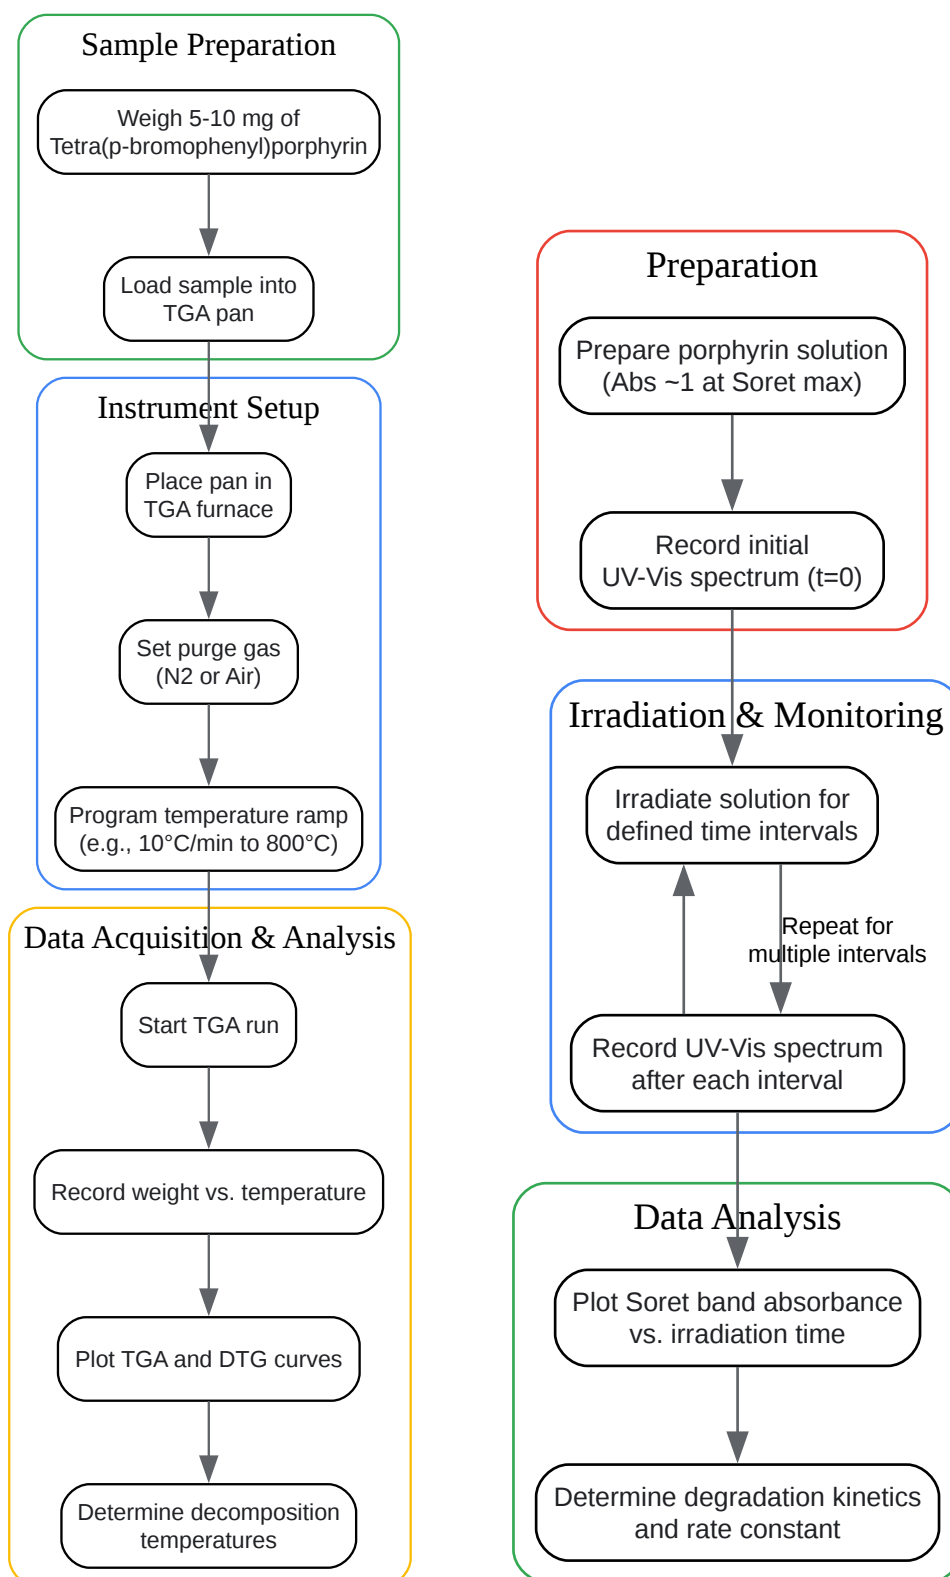 Sample Preparation
Weigh 5-10 mg of
Tetra(p-bromophenyl)porphyrin
Load sample into
TGA pan
Instrument Setup
Place pan in
TGA furnace
Set purge gas
(N2 or Air)
Program temperature ramp
(e.g., 10°C/min to 800°C)
Data Acquisition & Analysis
Start TGA run
Record weight vs. temperature
Plot TGA and DTG curves
Determine decomposition
temperatures
Preparation
Prepare porphyrin solution
(Abs ~1 at Soret max)
Record initial
UV-Vis spectrum (t=0)
Irradiation & Monitoring
Irradiate solution for
defined time intervals
Repeat for
multiple intervals
Record UV-Vis spectrum
after each interval
Data Analysis
Plot Soret band absorbance
vs. irradiation time
Determine degradation kinetics
and rate constant